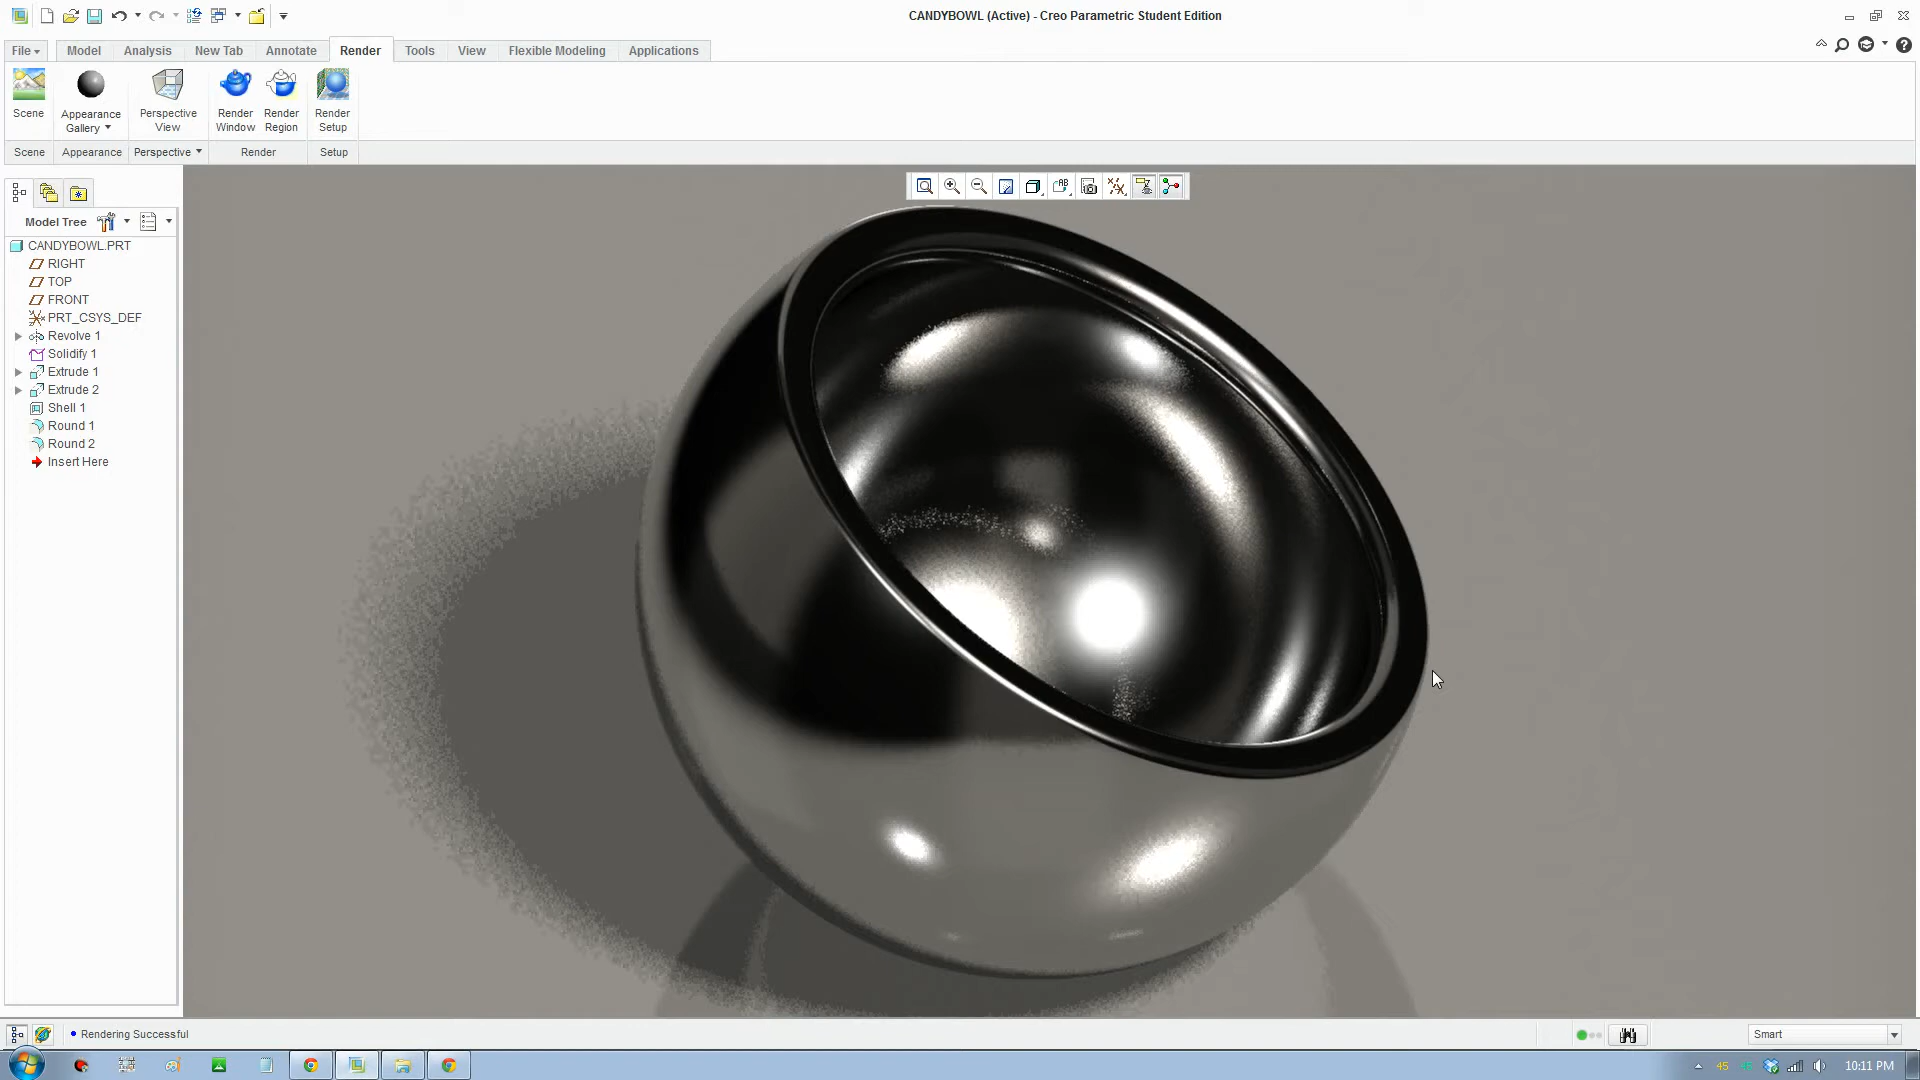 CANDYBOWL (Active) - Creo Parametric Student Edition
File Model Analysis New Tab Annotate Render Tools View Flexible Modeling Applications
Scene
Appearance Gallery
Perspective View
Render Window
Render Region
Render Setup
Scene Appearance Perspective Render Setup
Model Tree
CANDYBOWL.PRT
RIGHT
TOP
FRONT
PRT_CSYS_DEF
Revolve 1
Solidify 1
Extrude 1
Extrude 2
Shell 1
Round 1
Round 2
Insert Here
Rendering Successful
Smart
45
10:11 PM